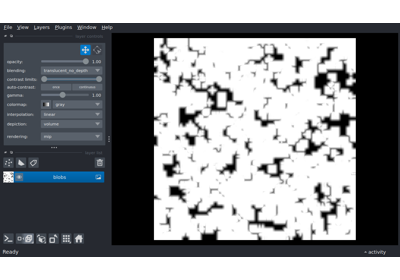 File View Layers Plugins Window Help
opacity: 1.00
blending: translucent_no_depth
contrast limits:
auto-contrast: once continuous
gamma: 1.00
colormap: gray
interpolation: linear
depiction: volume
rendering: mip
blobs
Ready
activity